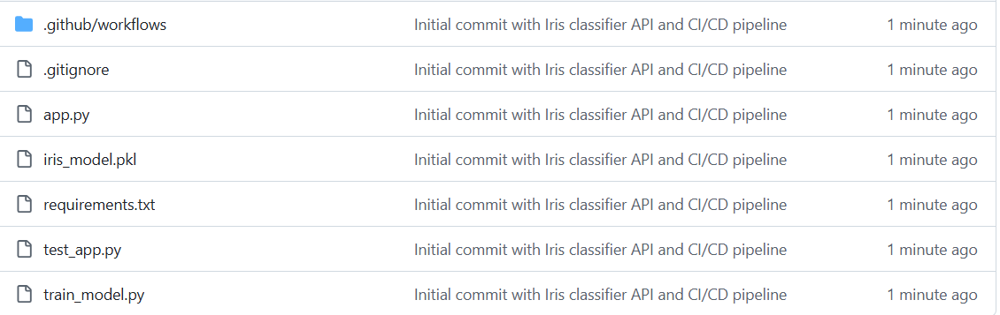 .github/workflows Initial commit with Iris classifier API and CI/CD pipeline 1 minute ago
.gitignore Initial commit with Iris classifier API and CI/CD pipeline 1 minute ago
app.py Initial commit with Iris classifier API and CI/CD pipeline 1 minute ago
iris_model.pkl Initial commit with Iris classifier API and CI/CD pipeline 1 minute ago
requirements.txt Initial commit with Iris classifier API and CI/CD pipeline 1 minute ago
test_app.py Initial commit with Iris classifier API and CI/CD pipeline 1 minute ago
train_model.py Initial commit with Iris classifier API and CI/CD pipeline 1 minute ago